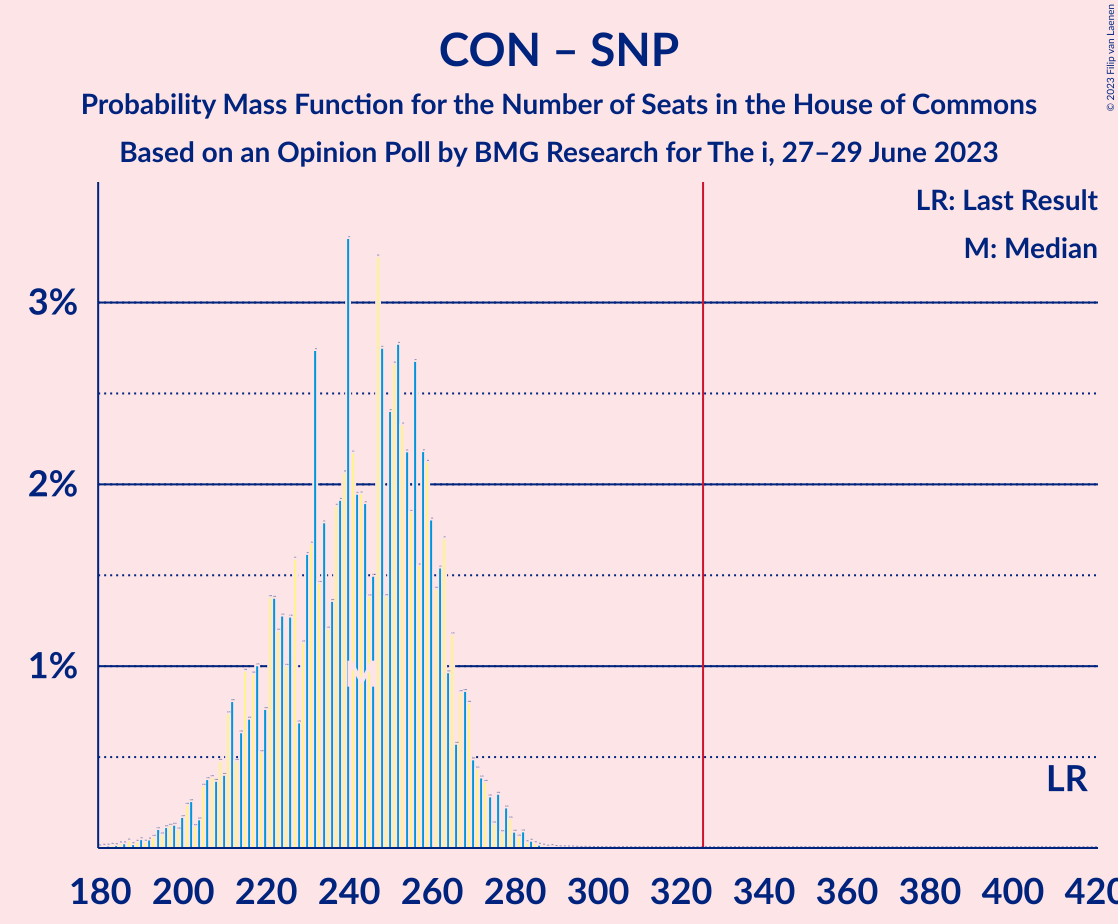 © 2023 Filip van Laenen
CON – SNP
Probability Mass Function for the Number of Seats in the House of Commons
Based on an Opinion Poll by BMG Research for The i, 27–29 June 2023
LR: Last Result
M: Median
3%
2%
1%
M
LR
180 200 220 240 260 280 300 320 340 360 380 400 420